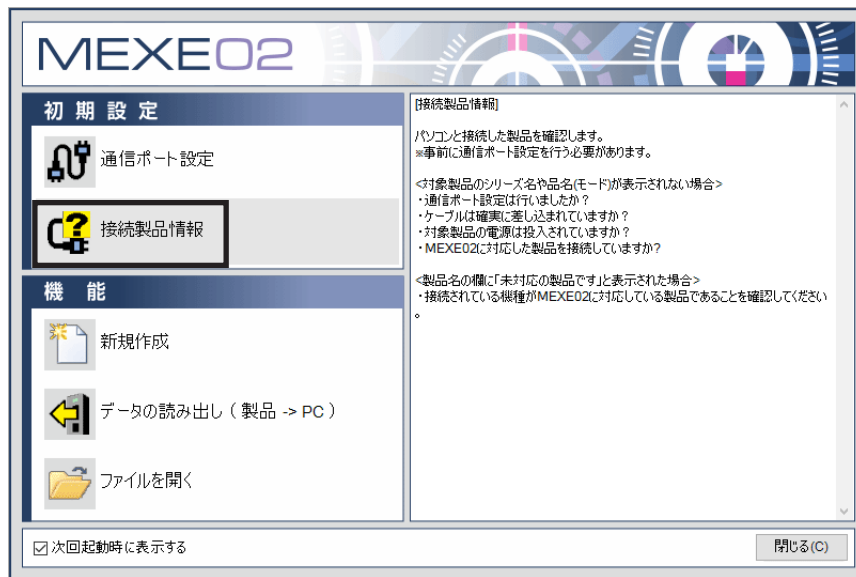 MEXE02
初期設定
通信ポート設定
接続製品情報
機能
新規作成
データの読み出し ( 製品 -> PC )
ファイルを開く
[接続製品情報]
パソコンと接続した製品を確認します。
※事前に通信ポート設定を行う必要があります。
<対象製品のシリーズ名や品名(モード)が表示されない場合>
・通信ポート設定は行いましたか？
・ケーブルは確実に差し込まれていますか？
・対象製品の電源は投入されていますか？
・MEXE02に対応した製品を接続していますか?
<製品名の欄に「未対応の製品です」と表示された場合>
・接続されている機種がMEXE02に対応している製品であることを確認してください
。
次回起動時に表示する
閉じる(C)